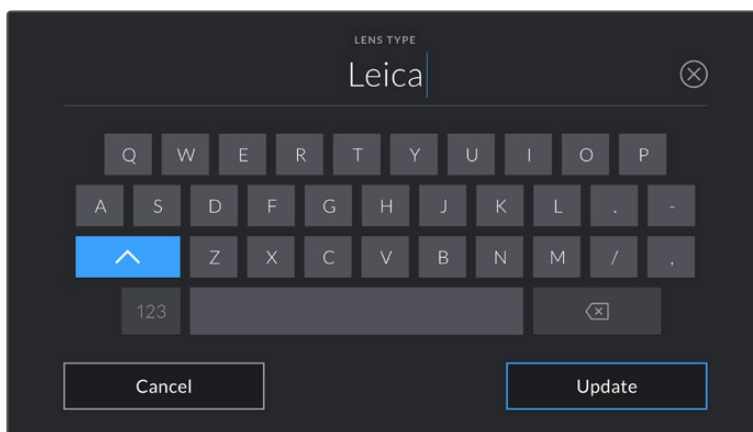 LENS TYPE
Leica
Q W E R T Y U I O P
A S D F G H J K L . -
Z X C V B N M / ,
123
Cancel Update